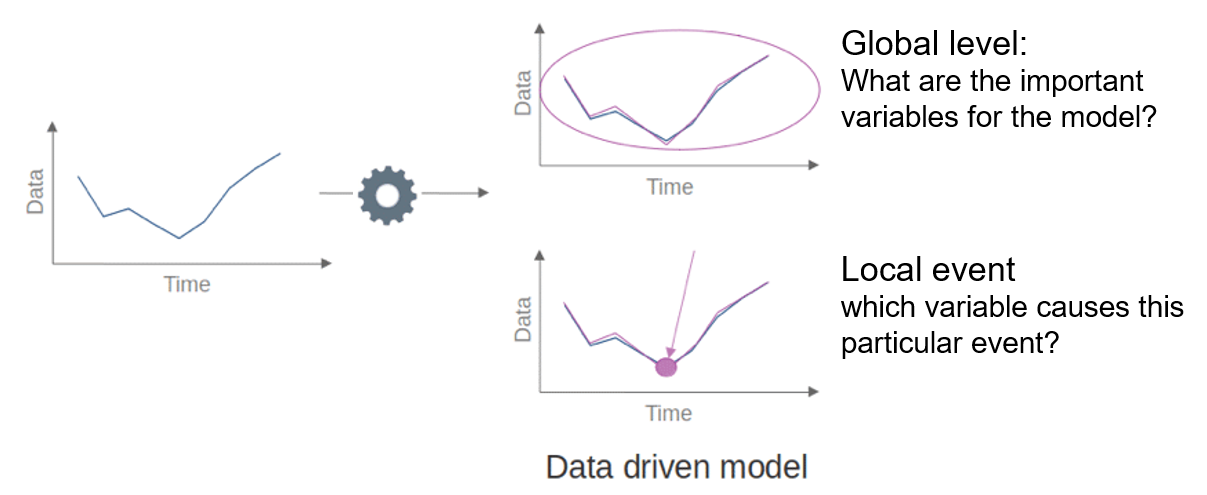 Data
Time
Data
Time
Global level:
What are the important
variables for the model?
Data
Time
Local event
which variable causes this
particular event?
Data driven model